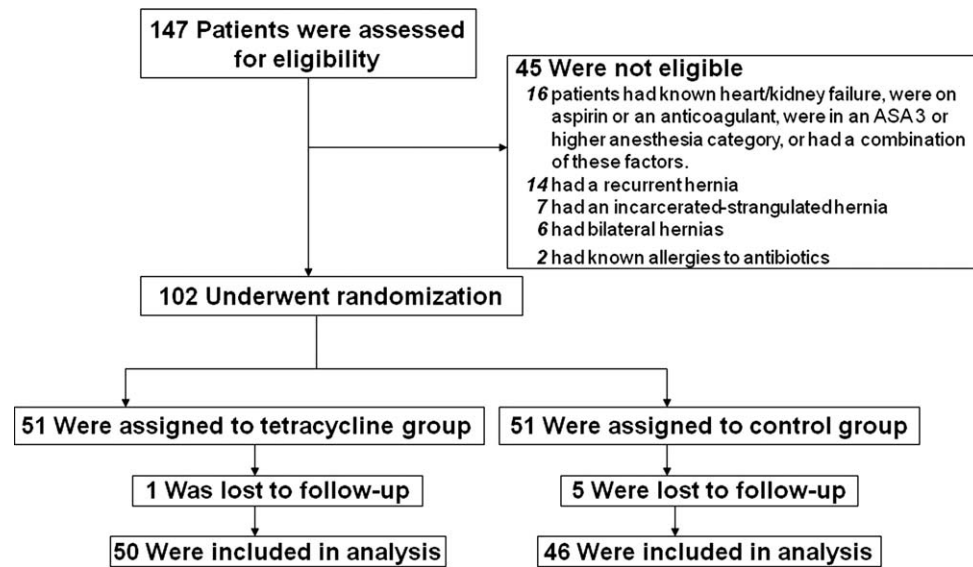 147 Patients were assessed
for eligibility
45 Were not eligible
16 patients had known heart/kidney failure, were on
aspirin or an anticoagulant, were in an ASA 3 or
higher anesthesia category, or had a combination
of these factors.
14 had a recurrent hernia
7 had an incarcerated-strangulated hernia
6 had bilateral hernias
2 had known allergies to antibiotics
102 Underwent randomization
51 Were assigned to tetracycline group
51 Were assigned to control group
1 Was lost to follow-up
5 Were lost to follow-up
50 Were included in analysis
46 Were included in analysis